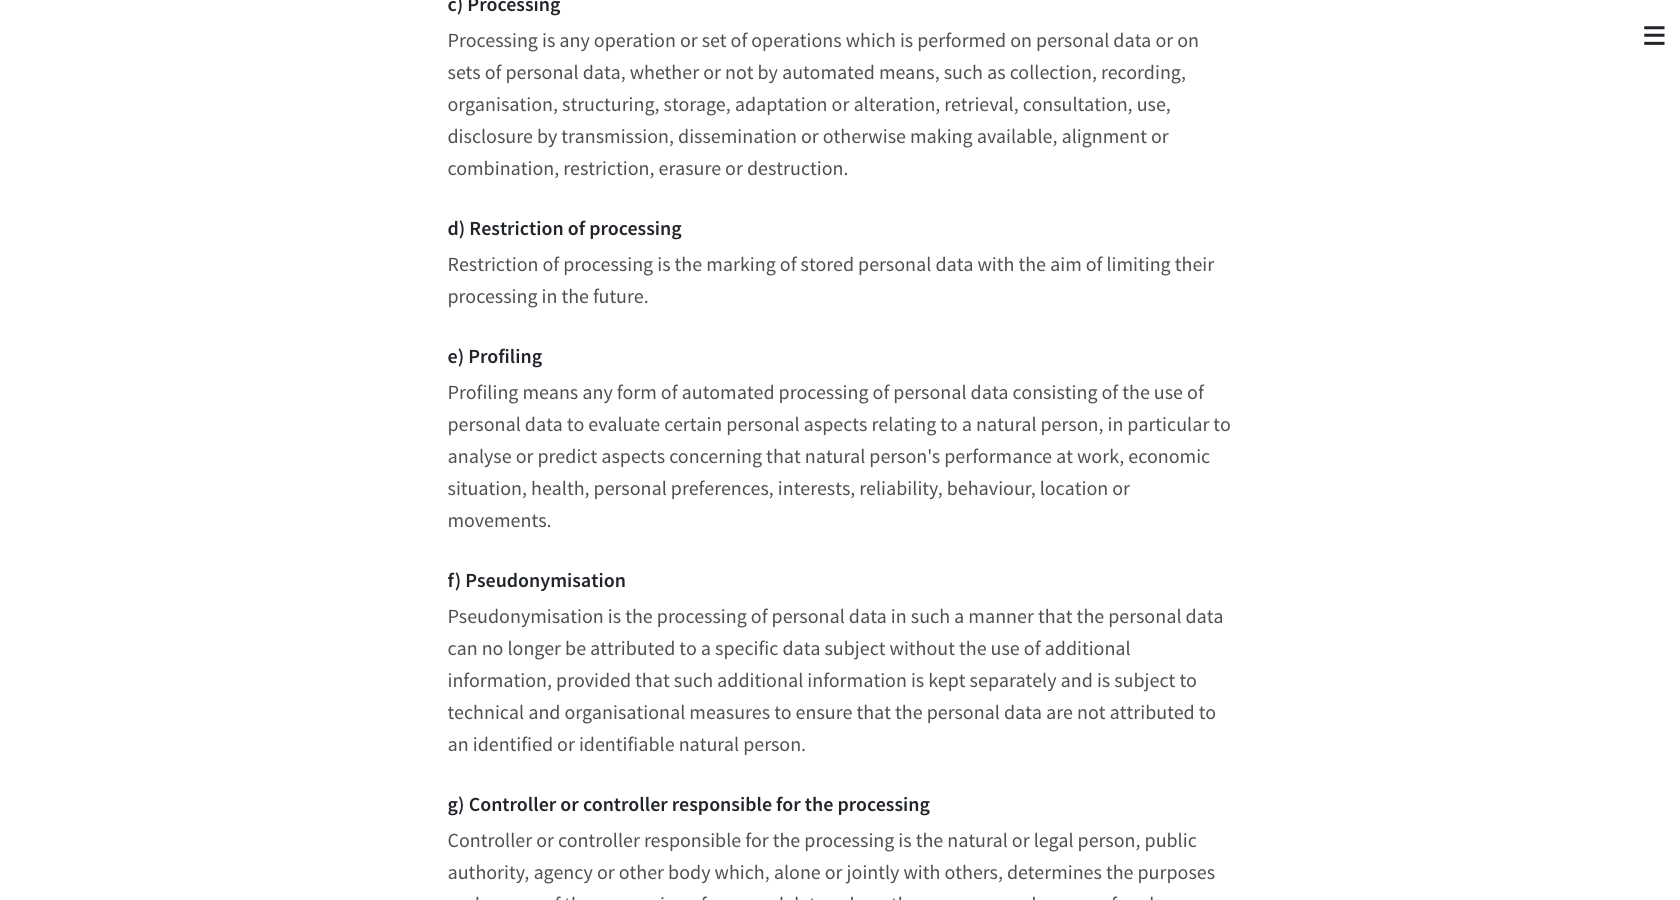 c) Processing
Processing is any operation or set of operations which is performed on personal data or on
sets of personal data, whether or not by automated means, such as collection, recording,
organisation, structuring, storage, adaptation or alteration, retrieval, consultation, use,
disclosure by transmission, dissemination or otherwise making available, alignment or
combination, restriction, erasure or destruction.
d) Restriction of processing
Restriction of processing is the marking of stored personal data with the aim of limiting their
processing in the future.
e) Profiling
Profiling means any form of automated processing of personal data consisting of the use of
personal data to evaluate certain personal aspects relating to a natural person, in particular to
analyse or predict aspects concerning that natural person's performance at work, economic
situation, health, personal preferences, interests, reliability, behaviour, location or
movements.
f) Pseudonymisation
Pseudonymisation is the processing of personal data in such a manner that the personal data
can no longer be attributed to a specific data subject without the use of additional
information, provided that such additional information is kept separately and is subject to
technical and organisational measures to ensure that the personal data are not attributed to
an identified or identifiable natural person.
g) Controller or controller responsible for the processing
Controller or controller responsible for the processing is the natural or legal person, public
authority, agency or other body which, alone or jointly with others, determines the purposes